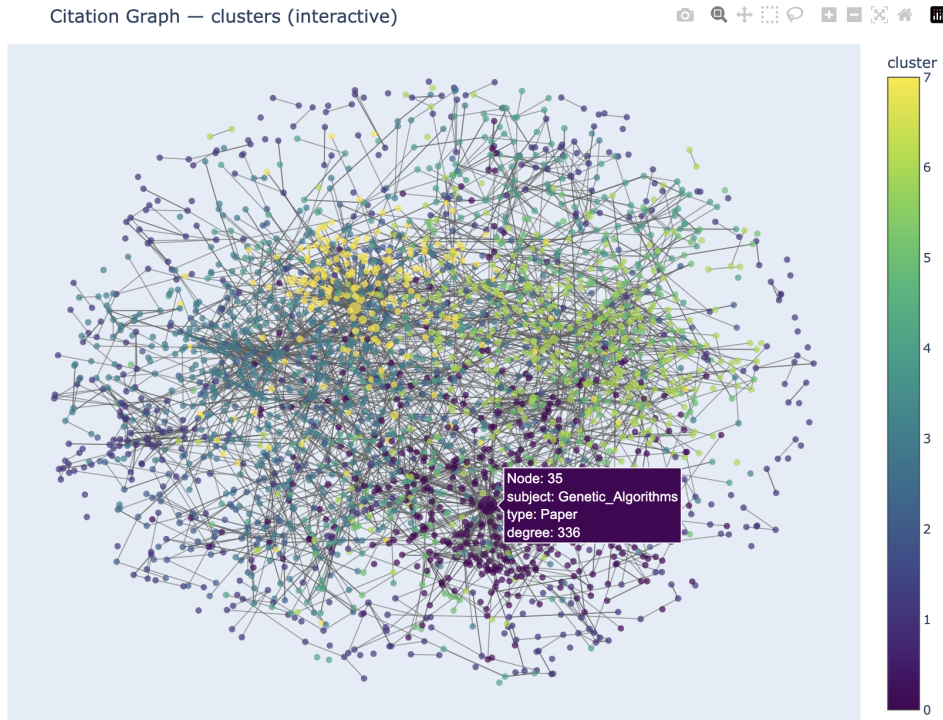 Citation Graph — clusters (interactive)
cluster
7
6
5
4
3
2
1
0
Node: 35
subject: Genetic_Algorithms
type: Paper
degree: 336